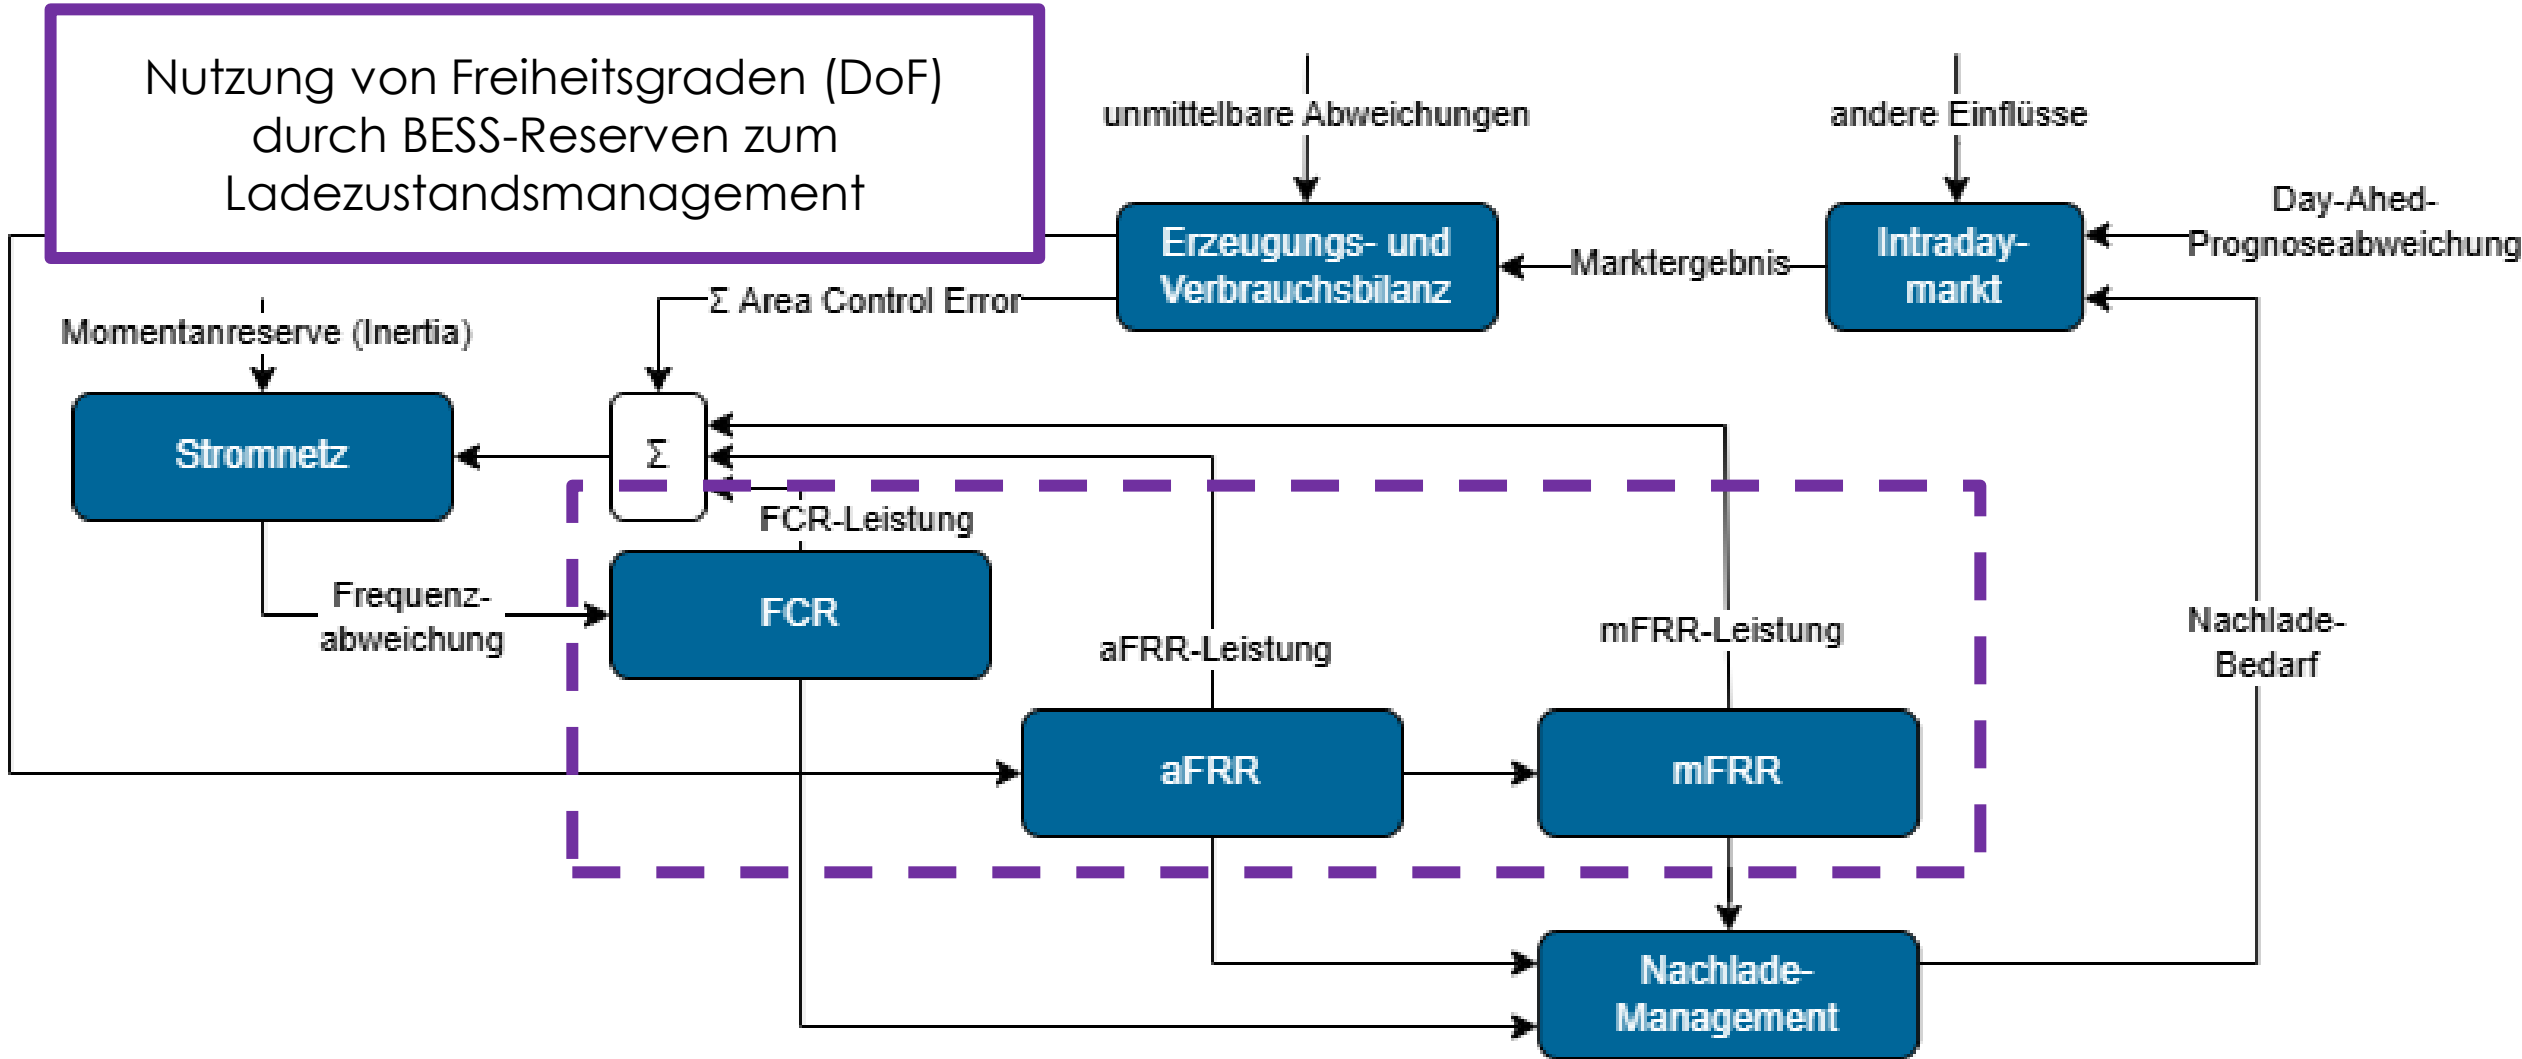 Nutzung von Freiheitsgraden (DoF)
durch BESS-Reserven zum
Ladezustandsmanagement
unmittelbare Abweichungen
andere Einflüsse
Day-Ahed-
Prognoseabweichung
Erzeugungs- und
Verbrauchsbilanz
Marktergebnis
Intraday-
markt
Σ Area Control Error
Momentanreserve (Inertia)
Stromnetz
Σ
FCR-Leistung
Frequenz-
abweichung
FCR
aFRR-Leistung
mFRR-Leistung
Nachlade-
Bedarf
aFRR
mFRR
Nachlade-
Management